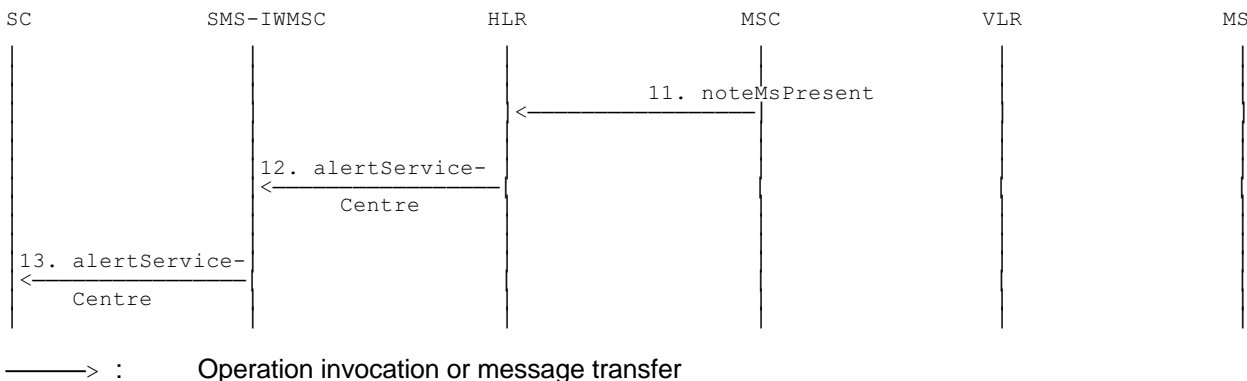 SC SMS-IWMSC HLR MSC VLR MS
11. noteMsPresent
12. alertService-
Centre
13. alertService-
Centre
: Operation invocation or message transfer